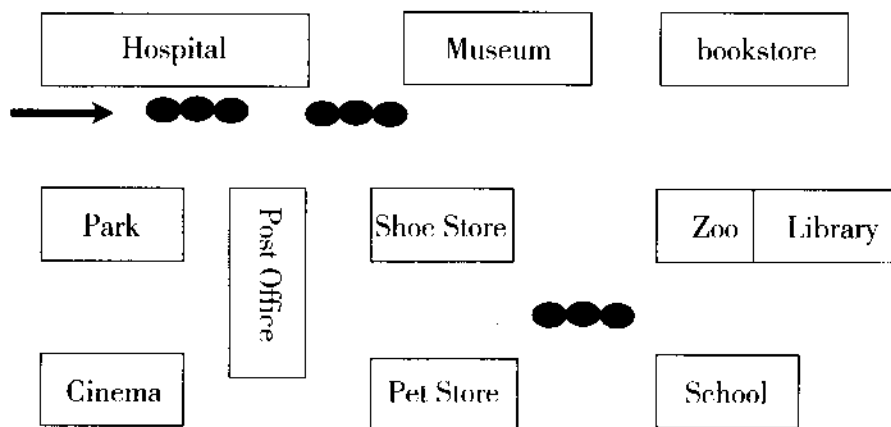 Hospital
Museum
bookstore
Park
Post Office
Shoe Store
Zoo
Library
Cinema
Pet Store
School